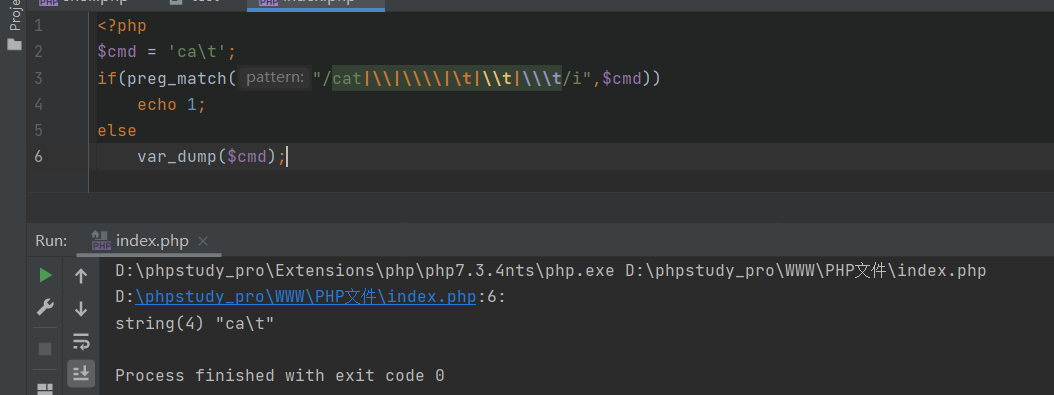 Proje
index.php
1 <?php
2 $cmd = 'ca\t';
3 if(preg_match( pattern: "/cat|\\|\\\\|\t|\\t|\\\t/i",$cmd))
4 echo 1;
5 else
6 var_dump($cmd);
Run: index.php
D:\phpstudy_pro\Extensions\php\php7.3.4nts\php.exe D:\phpstudy_pro\WWW\PHP文件\index.php
D:\phpstudy_pro\WWW\PHP文件\index.php:6:
string(4) "ca\t"
Process finished with exit code 0